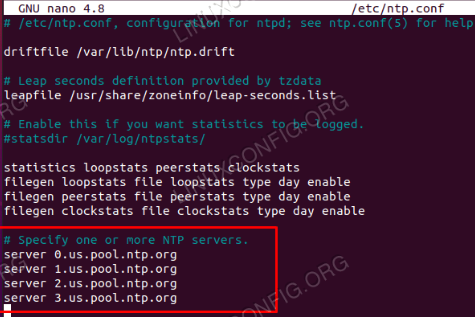 GNU nano 4.8 /etc/ntp.conf
# /etc/ntp.conf, configuration for ntpd; see ntp.conf(5) for help
driftfile /var/lib/ntp/ntp.drift
# Leap seconds definition provided by tzdata
leapfile /usr/share/zoneinfo/leap-seconds.list
# Enable this if you want statistics to be logged.
#statsdir /var/log/ntpstats/
statistics loopstats peerstats clockstats
filegen loopstats file loopstats type day enable
filegen peerstats file peerstats type day enable
filegen clockstats file clockstats type day enable
# Specify one or more NTP servers.
server 0.us.pool.ntp.org
server 1.us.pool.ntp.org
server 2.us.pool.ntp.org
server 3.us.pool.ntp.org
LINUXCONFIG.ORG